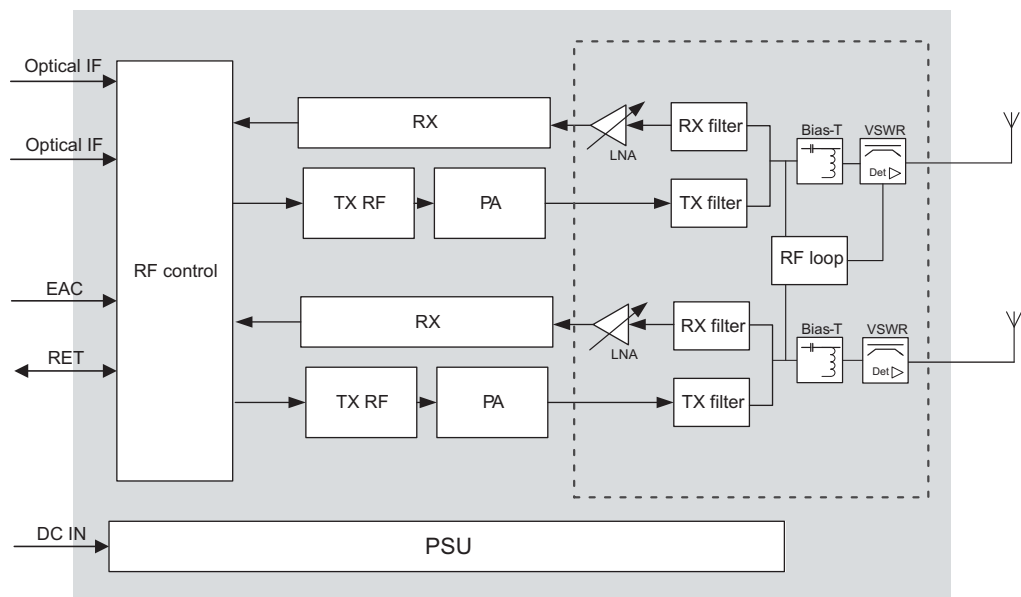 Optical IF
Optical IF
EAC
RET
DC IN
RF control
RX
LNA
RX filter
Bias-T
VSWR
Det
TX RF
PA
TX filter
RF loop
RX
LNA
RX filter
Bias-T
VSWR
Det
TX RF
PA
TX filter
PSU